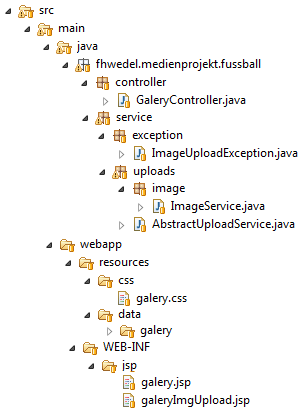 src
main
java
fhwedel.medienprojekt.fussball
controller
GaleryController.java
service
exception
ImageUploadException.java
uploads
image
ImageService.java
AbstractUploadService.java
webapp
resources
css
galery.css
data
galery
WEB-INF
jsp
galery.jsp
galeryImgUpload.jsp